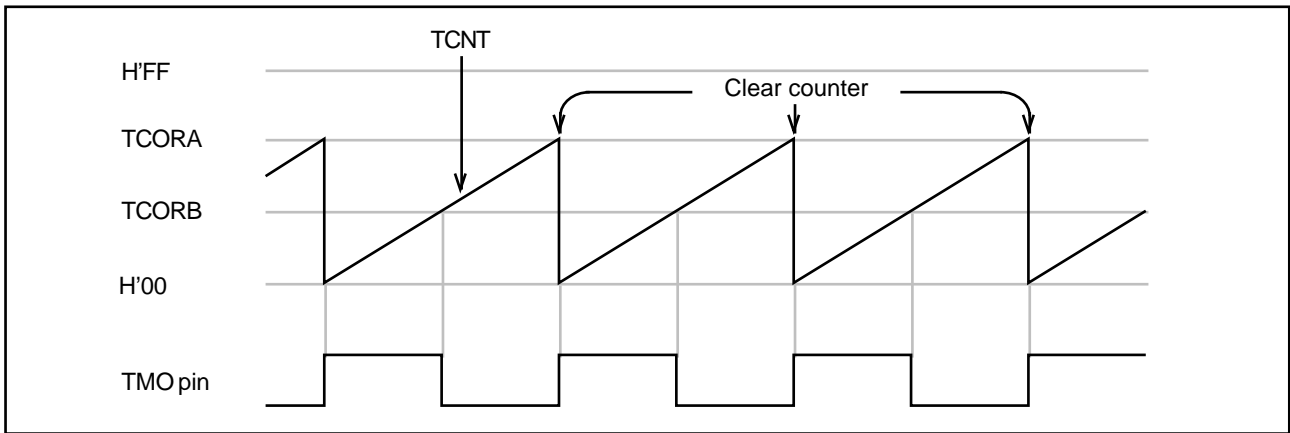 TCNT
H'FF
Clear counter
TCORA
TCORB
H'00
TMO pin